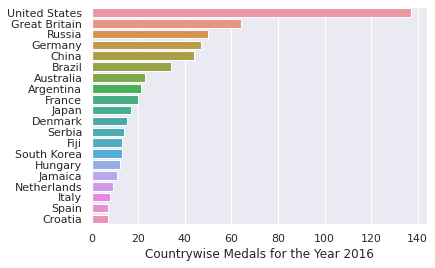 United States
Great Britain
Russia
Germany
China
Brazil
Australia
Argentina
France
Japan
Denmark
Serbia
Fiji
South Korea
Hungary
Jamaica
Netherlands
Italy
Spain
Croatia
0 20 40 60 80 100 120 140
Countrywise Medals for the Year 2016